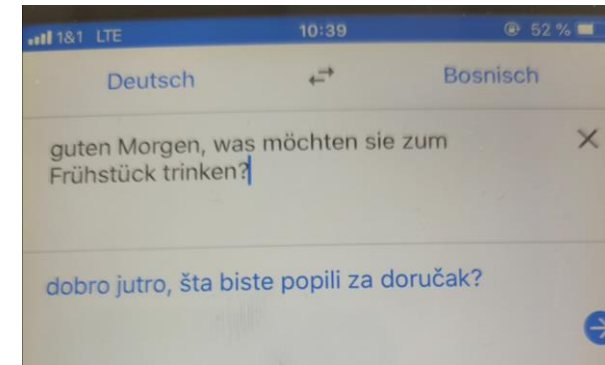 1&1 LTE 10:39 52 %
Deutsch Bosnisch
guten Morgen, was möchten sie zum
Frühstück trinken?
dobro jutro, šta biste popili za doručak?